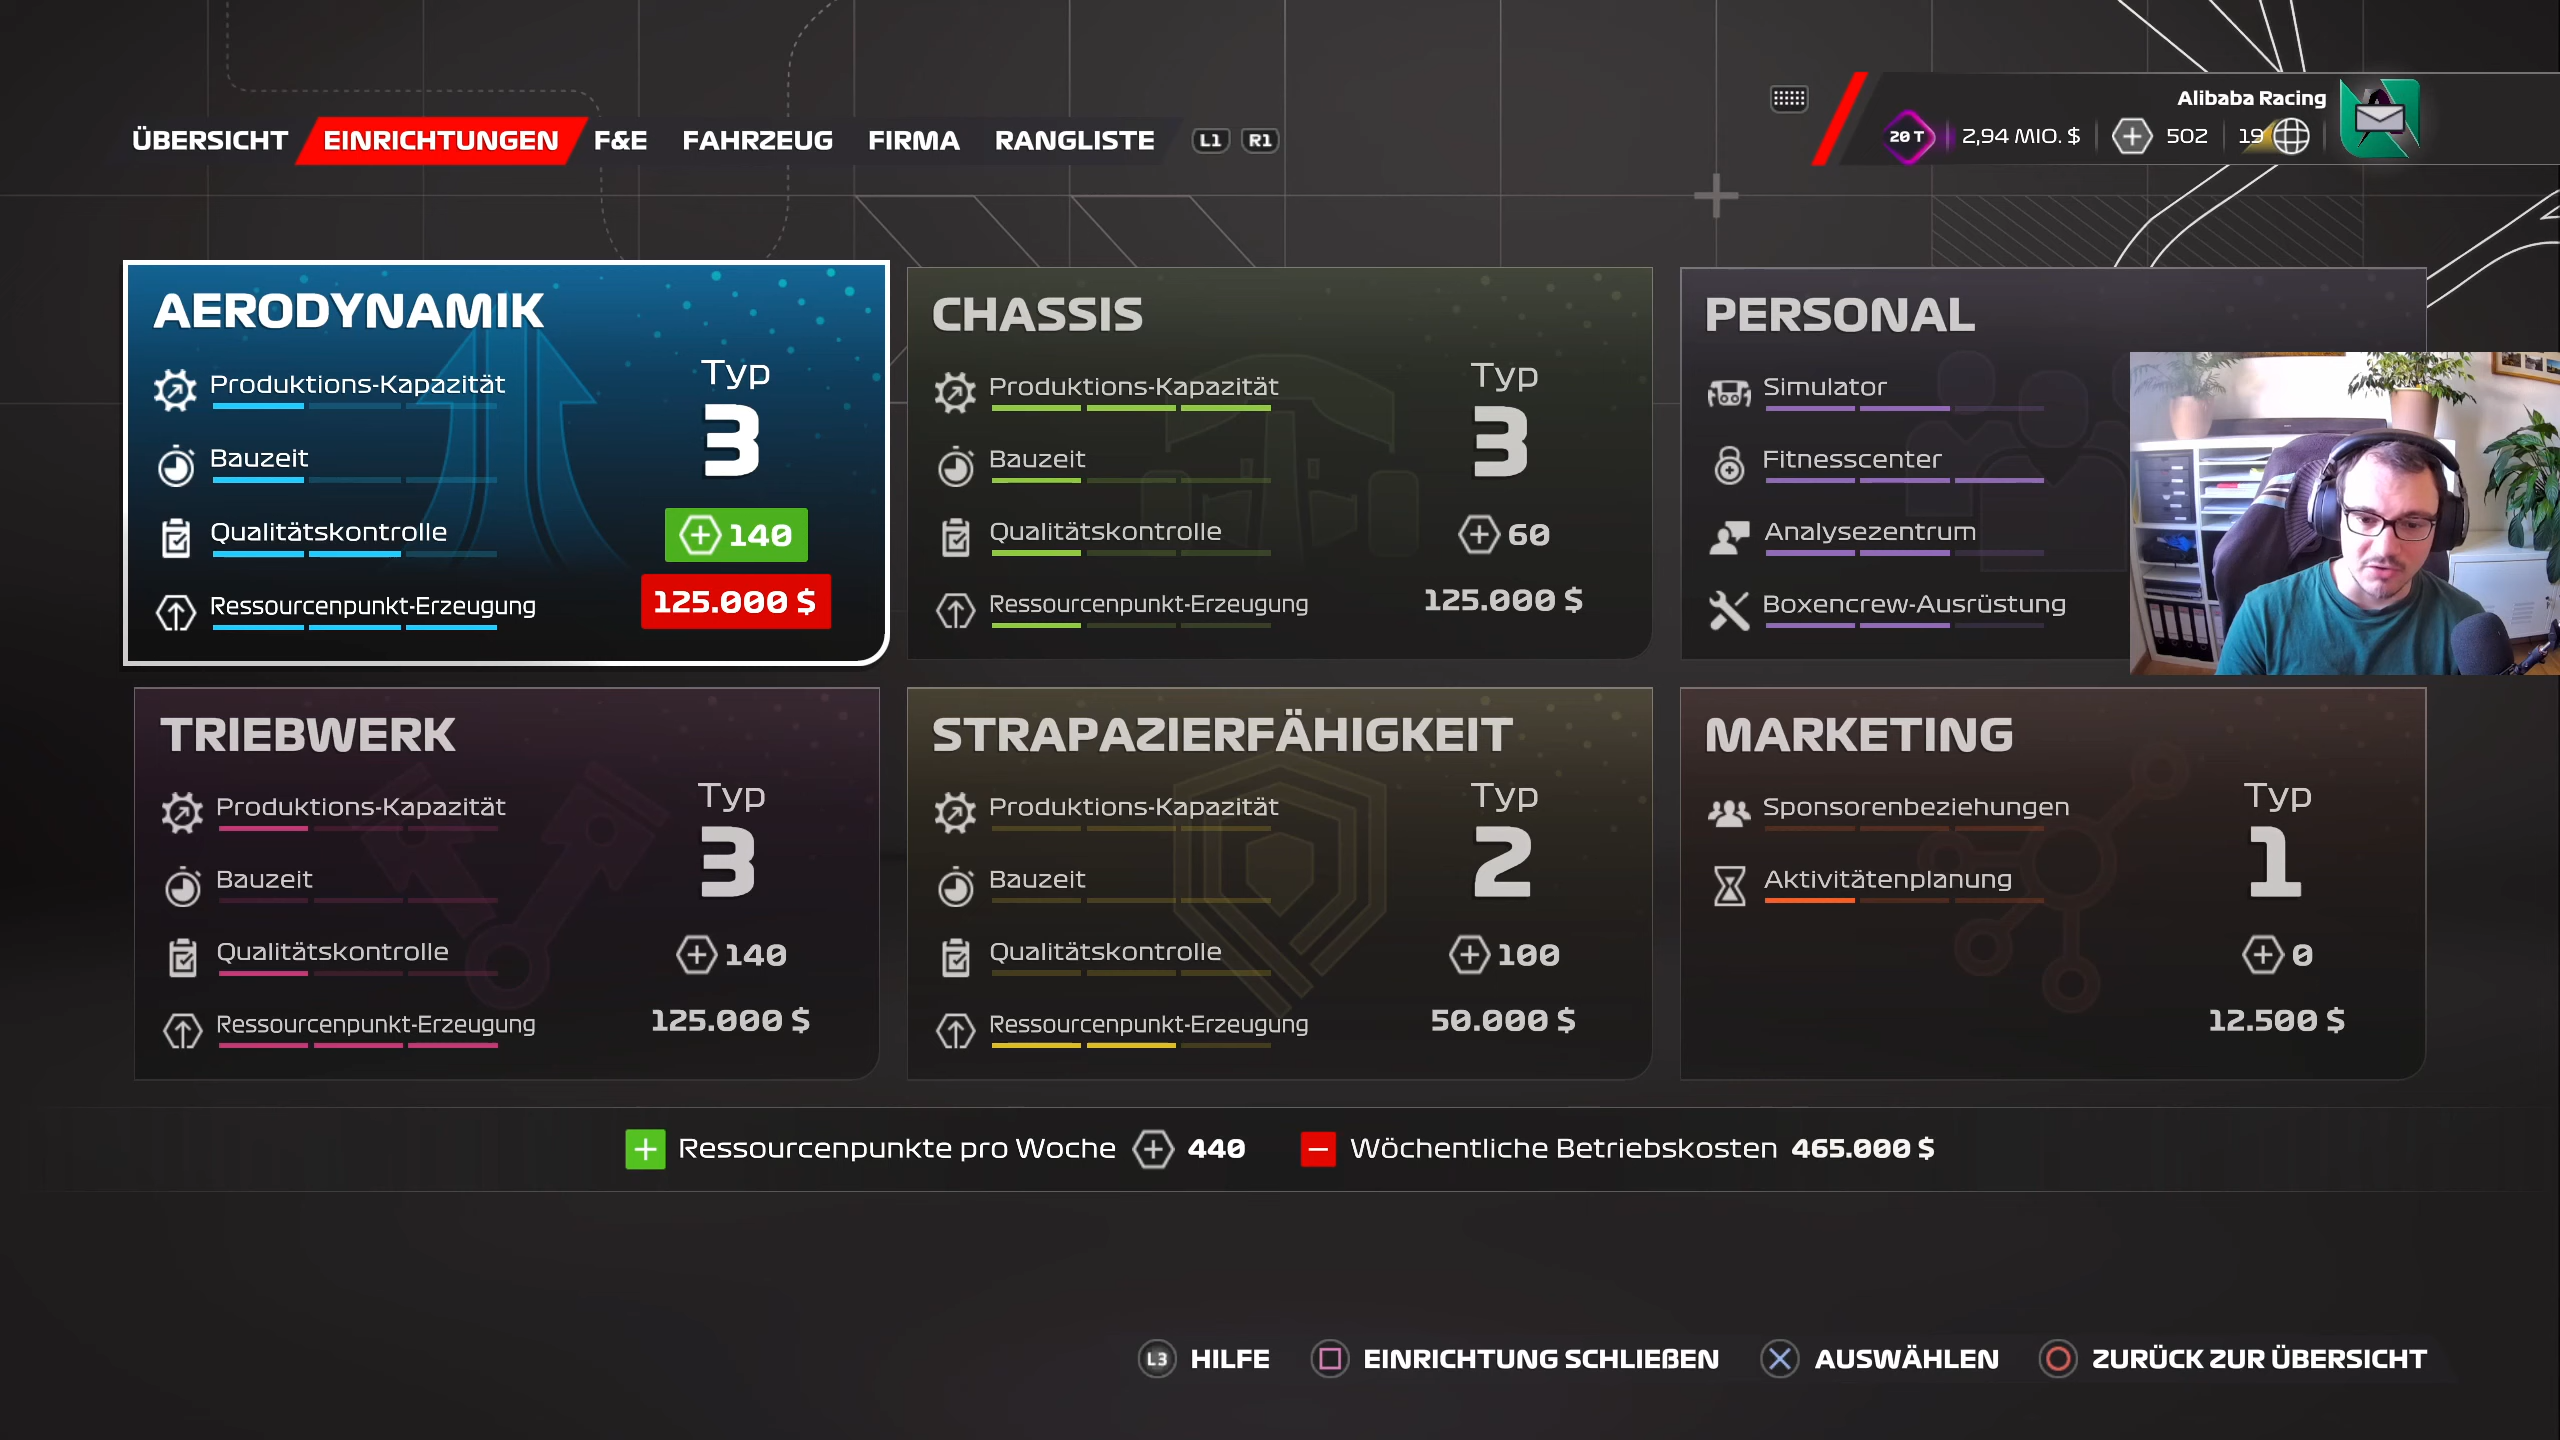 ÜBERSICHT EINRICHTUNGEN F&E FAHRZEUG FIRMA RANGLISTE L1 R1
Alibaba Racing
20 T 2,94 MIO. $ 502 19
AERODYNAMIK
Produktions-Kapazität
Bauzeit
Qualitätskontrolle
Ressourcenpunkt-Erzeugung
Typ
3
140
125.000 $
CHASSIS
Produktions-Kapazität
Bauzeit
Qualitätskontrolle
Ressourcenpunkt-Erzeugung
Typ
3
60
125.000 $
PERSONAL
Simulator
Fitnesscenter
Analysezentrum
Boxencrew-Ausrüstung
TRIEBWERK
Produktions-Kapazität
Bauzeit
Qualitätskontrolle
Ressourcenpunkt-Erzeugung
Typ
3
140
125.000 $
STRAPAZIERFÄHIGKEIT
Produktions-Kapazität
Bauzeit
Qualitätskontrolle
Ressourcenpunkt-Erzeugung
Typ
2
100
50.000 $
MARKETING
Sponsorenbeziehungen
Aktivitätenplanung
Typ
1
0
12.500 $
Ressourcenpunkte pro Woche 440 Wöchentliche Betriebskosten 465.000 $
L3 HILFE EINRICHTUNG SCHLIEẞEN AUSWÄHLEN ZURÜCK ZUR ÜBERSICHT